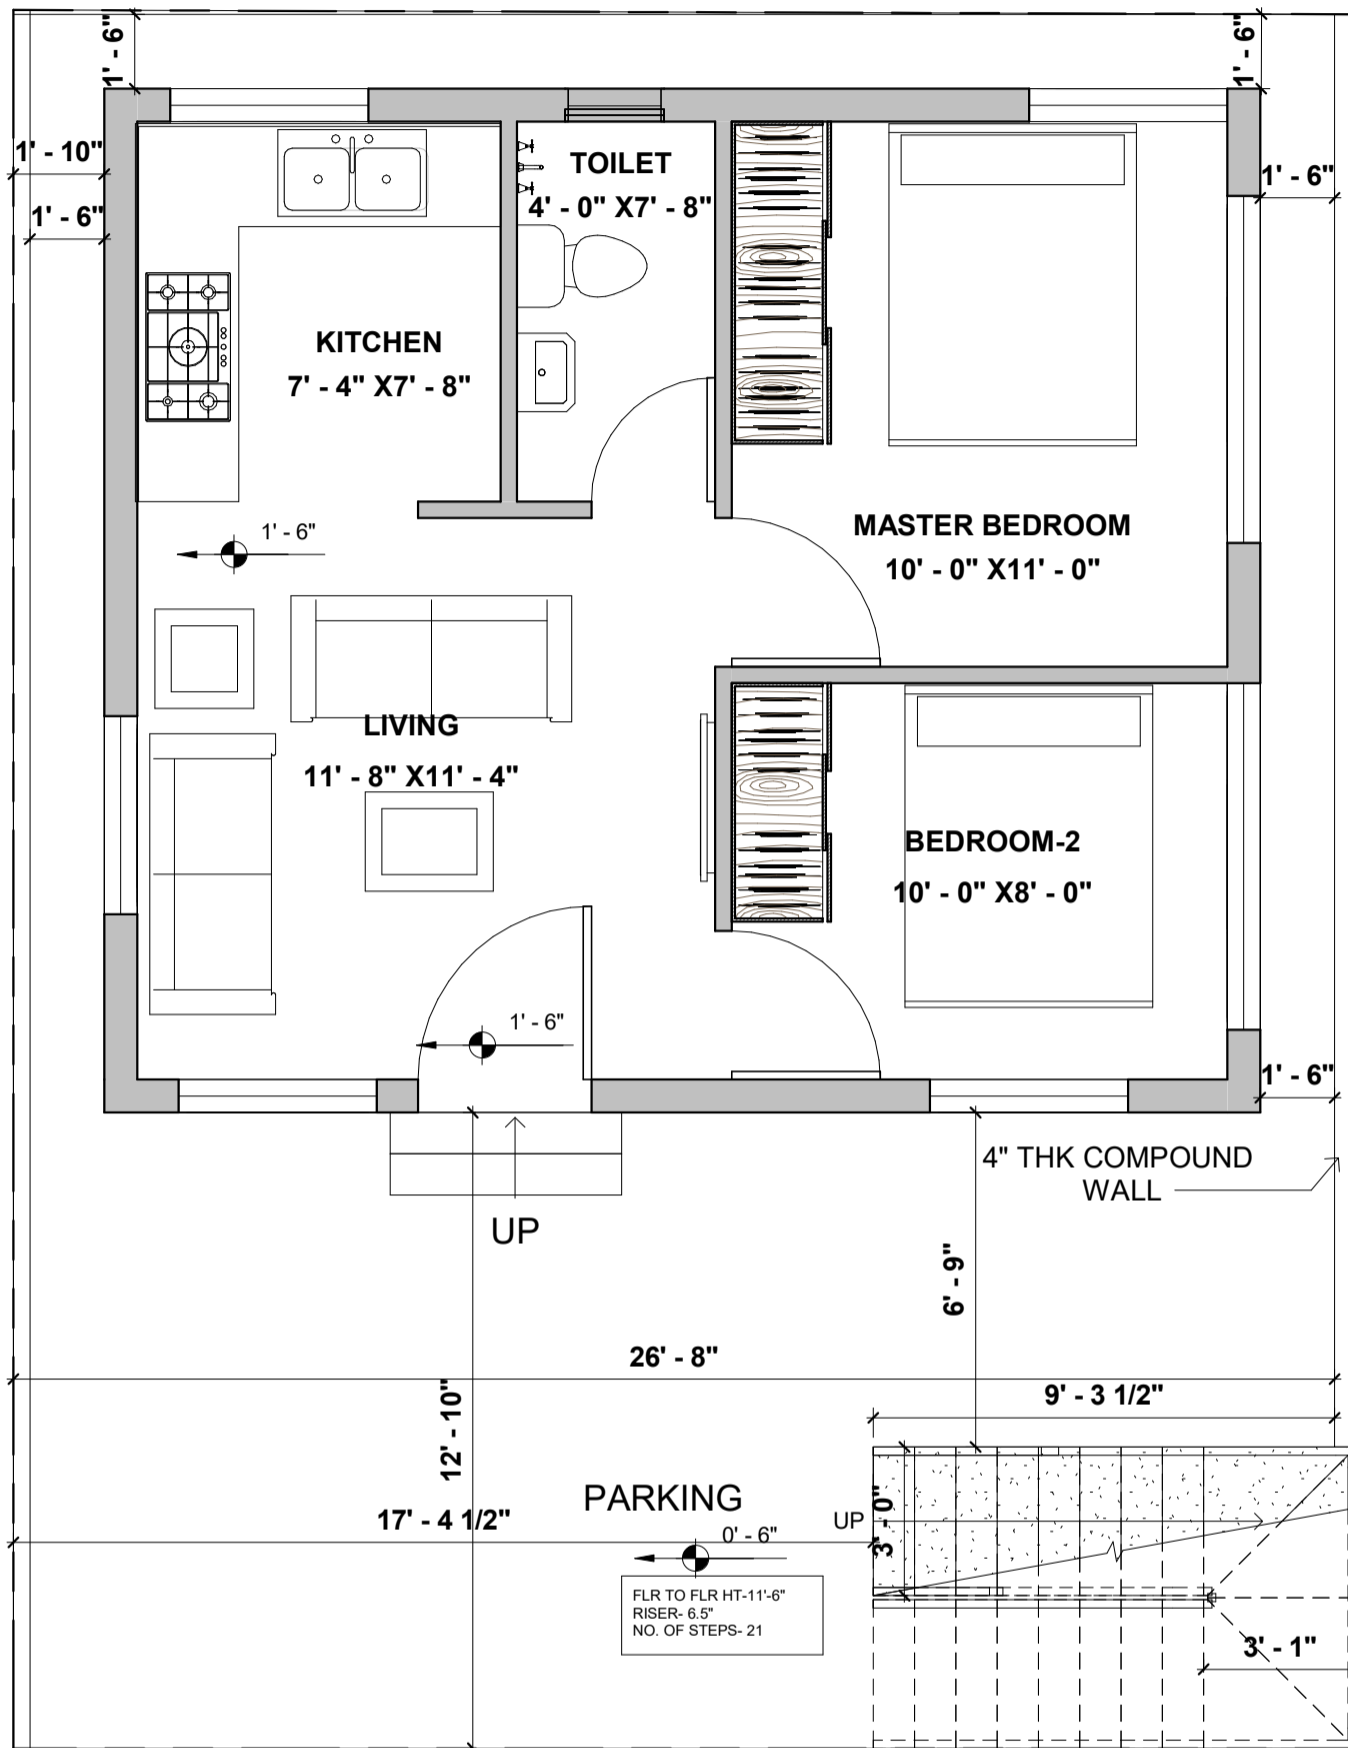 1' - 6"
1' - 6"
1' - 10"
1' - 6"
TOILET
4' - 0" X7' - 8"
1' - 6"
KITCHEN
7' - 4" X7' - 8"
MASTER BEDROOM
10' - 0" X11' - 0"
1' - 6"
LIVING
11' - 8" X11' - 4"
BEDROOM-2
10' - 0" X8' - 0"
1' - 6"
1' - 6"
4" THK COMPOUND
WALL
UP
6' - 9"
26' - 8"
9' - 3 1/2"
12' - 10"
PARKING
17' - 4 1/2"
UP
3' - 0"
0' - 6"
FLR TO FLR HT-11'-6"
RISER- 6.5"
NO. OF STEPS- 21
3' - 1"